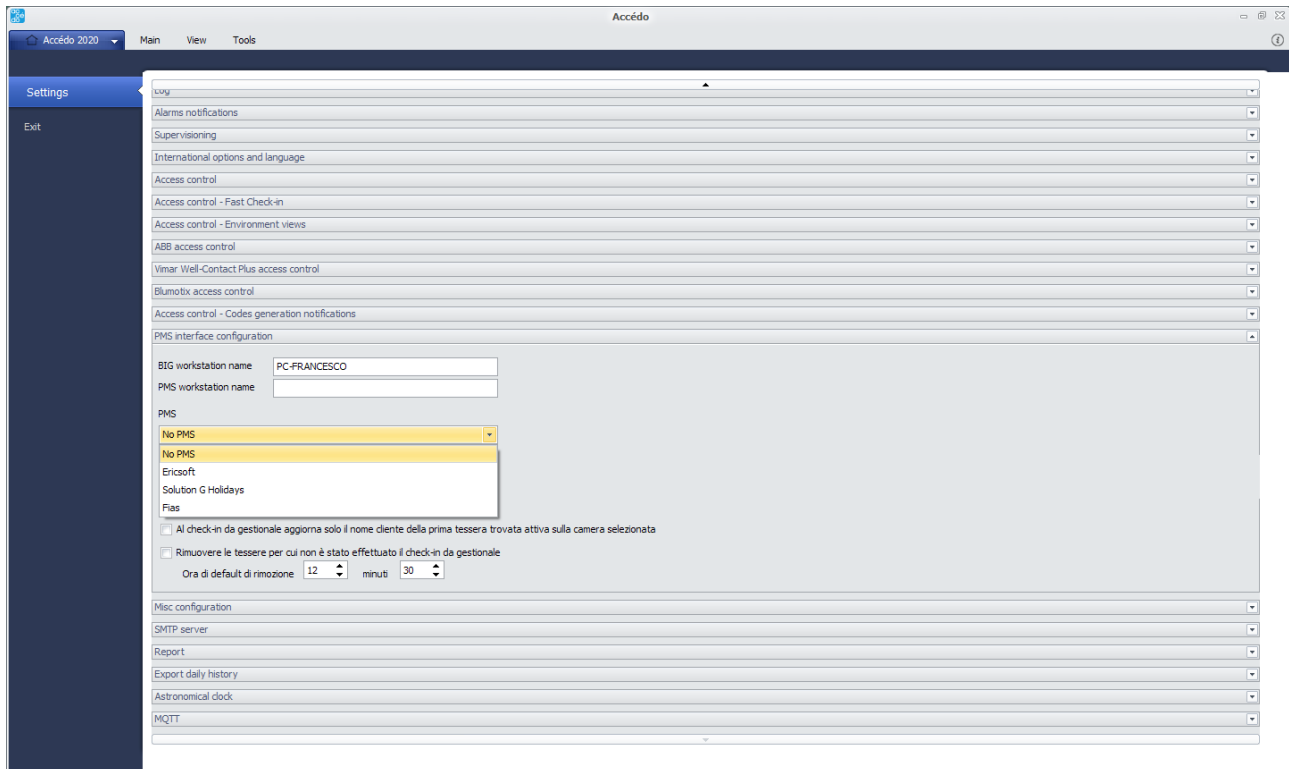 Accédo
Accédo 2020 Main View Tools
Settings
Exit
Log
Alarms notifications
Supervisioning
International options and language
Access control
Access control - Fast Check-in
Access control - Environment views
ABB access control
Vimar Well-Contact Plus access control
Blumotix access control
Access control - Codes generation notifications
PMS interface configuration
BIG workstation name PC-FRANCESCO
PMS workstation name
PMS
No PMS
No PMS
Ericsoft
Solution G Holidays
Fias
Al check-in da gestionale aggiorna solo il nome cliente della prima tessera trovata attiva sulla camera selezionata
Rimuovere le tessere per cui non è stato effettuato il check-in da gestionale
Ora di default di rimozione 12 minuti 30
Misc configuration
SMTP server
Report
Export daily history
Astronomical clock
MQTT